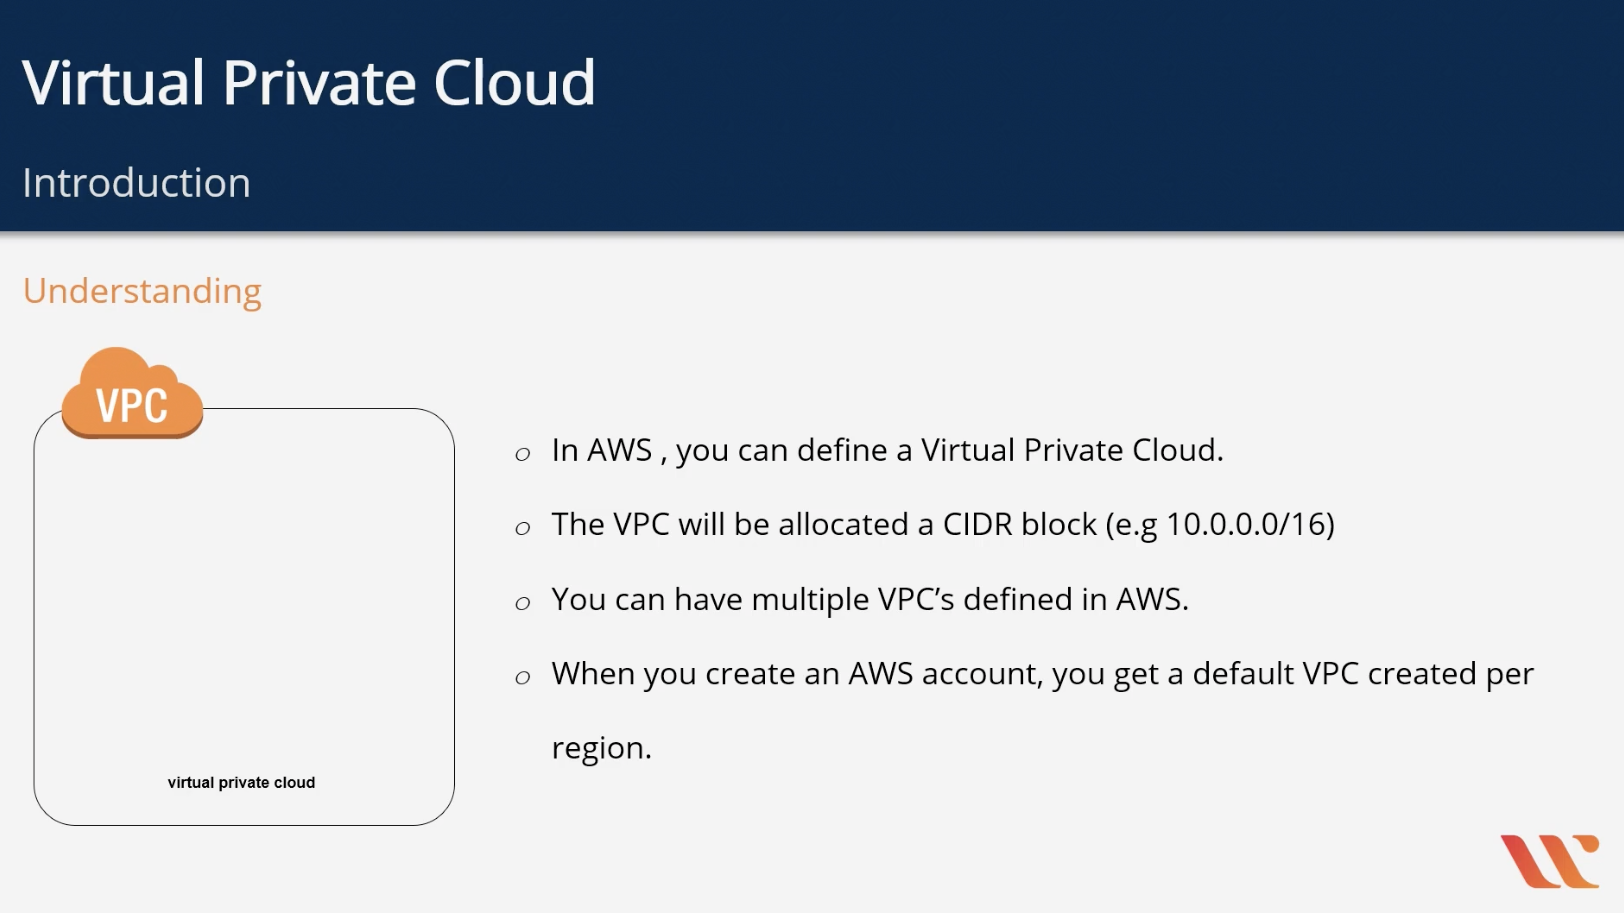 Virtual Private Cloud
Introduction
Understanding
VPC
virtual private cloud
o In AWS , you can define a Virtual Private Cloud.
o The VPC will be allocated a CIDR block (e.g 10.0.0.0/16)
o You can have multiple VPC’s defined in AWS.
o When you create an AWS account, you get a default VPC created per
region.